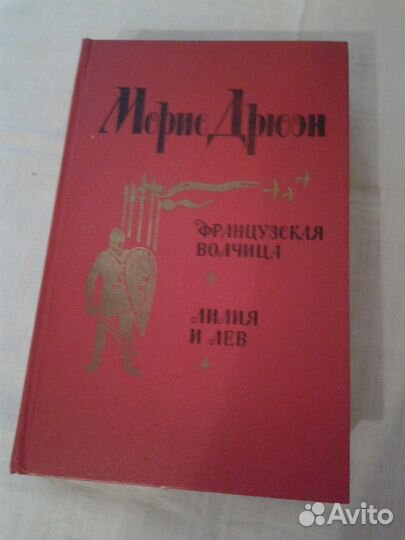 Морис Дрюон
ФРАНЦУЗСКАЯ
ВОЛЧИЦА
ЛИЛИЯ
И ЛЕВ
Avito